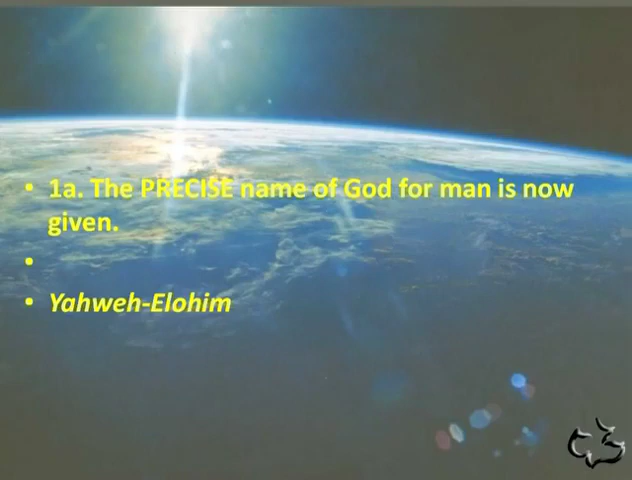 • 1a. The PRECISE name of God for man is now
given.
•
• Yahweh-Elohim